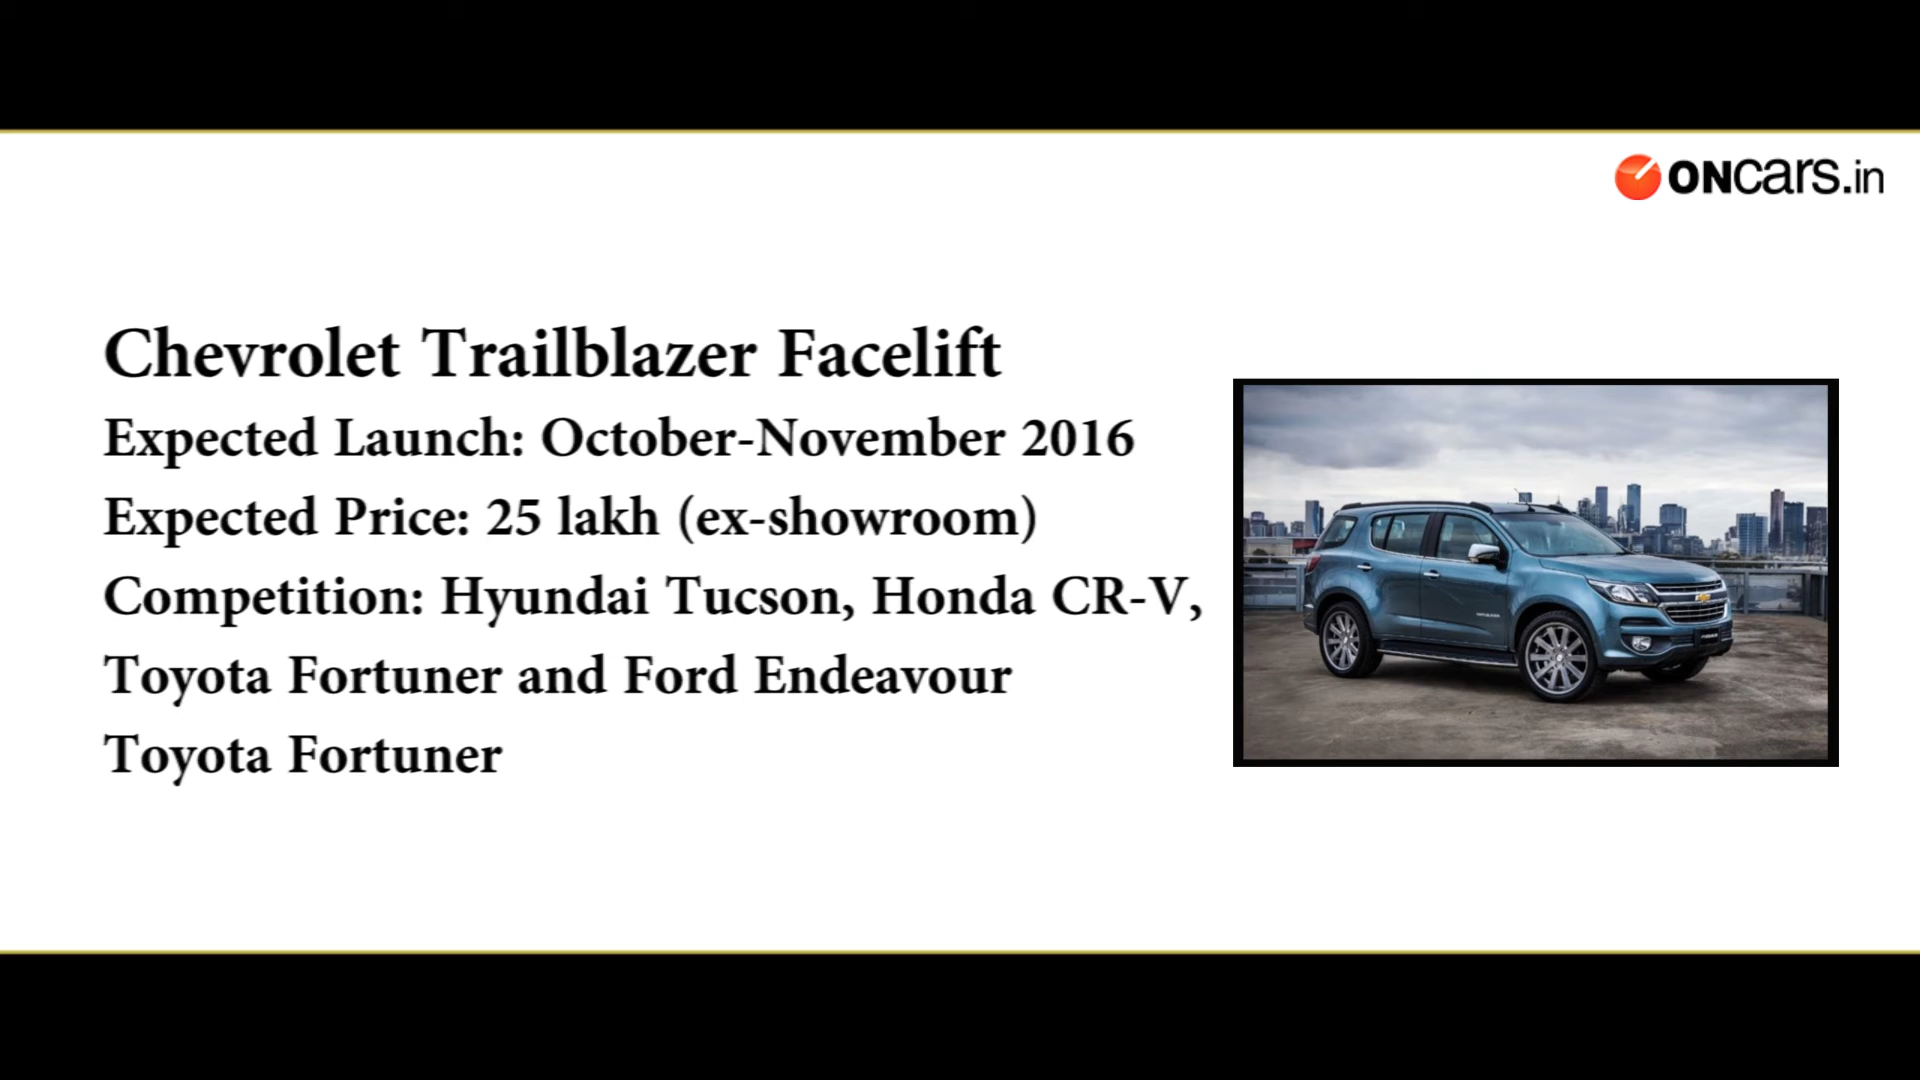 ONcars.in
Chevrolet Trailblazer Facelift
Expected Launch: October-November 2016
Expected Price: 25 lakh (ex-showroom)
Competition: Hyundai Tucson, Honda CR-V,
Toyota Fortuner and Ford Endeavour
Toyota Fortuner